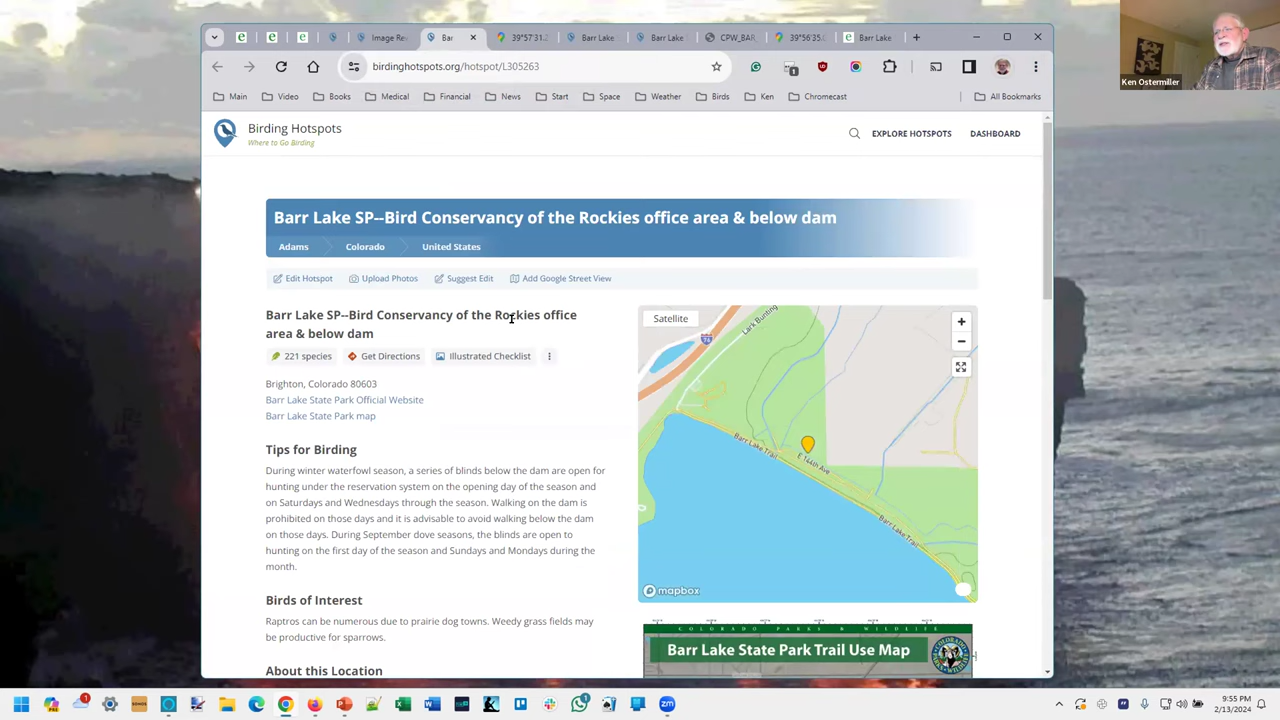 Ba
Image Re
39°57'31.
Barr Lake
Barr Lake
CPW_BAR
39°56'35.
Barr Lake
birdinghotspots.org/hotspot/L305263
Main
Video
Books
Medical
Financial
News
Start
Space
Weather
Birds
Ken
Chromecast
All Bookmarks
Ken Ostermiller
Birding Hotspots
Where to Go Birding
EXPLORE HOTSPOTS
DASHBOARD
Barr Lake SP--Bird Conservancy of the Rockies office area & below dam
Adams
Colorado
United States
Edit Hotspot
Upload Photos
Suggest Edit
Add Google Street View
Barr Lake SP--Bird Conservancy of the Rockies office
area & below dam
221 species
Get Directions
Illustrated Checklist
Brighton, Colorado 80603
Barr Lake State Park Official Website
Barr Lake State Park map
Tips for Birding
During winter waterfowl season, a series of blinds below the dam are open for
hunting under the reservation system on the opening day of the season and
on Saturdays and Wednesdays through the season. Walking on the dam is
prohibited on those days and it is advisable to avoid walking below the dam
on those days. During September dove seasons, the blinds are open to
hunting on the first day of the season and Sundays and Mondays during the
month.
Birds of Interest
Raptros can be numerous due to prairie dog towns. Weedy grass fields may
be productive for sparrows.
About this Location
Satellite
Lark Bunting
76
Barr Lake Trail
E 144th Ave
Barr Lake Trail
mapbox
COLORADO PARKS & WILDLIFE
Barr Lake State Park Trail Use Map
9:55 PM
2/13/2024